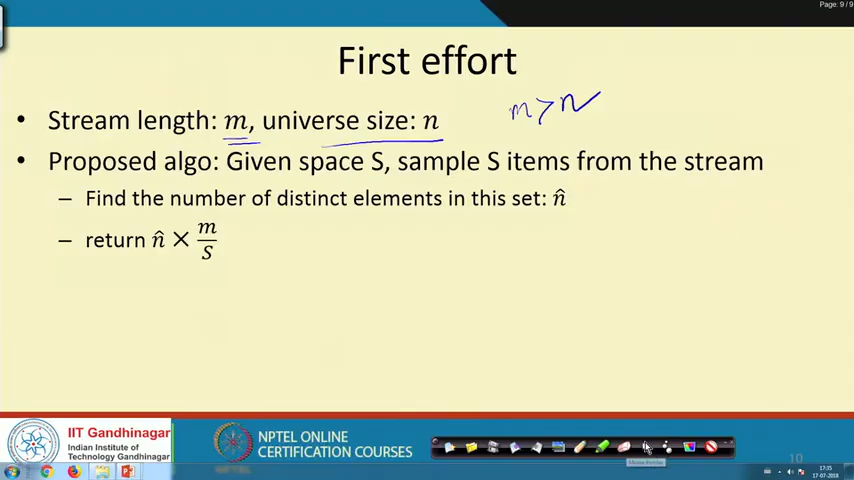 Page: 9 / 9
First effort
m > n
• Stream length: m, universe size: n
• Proposed algo: Given space S, sample S items from the stream
– Find the number of distinct elements in this set: n̂
– return n̂ × m/S
IIT Gandhinagar
Indian Institute of
Technology Gandhinagar
NPTEL ONLINE
CERTIFICATION COURSES
NPTEL
10
17:35
17-07-2018